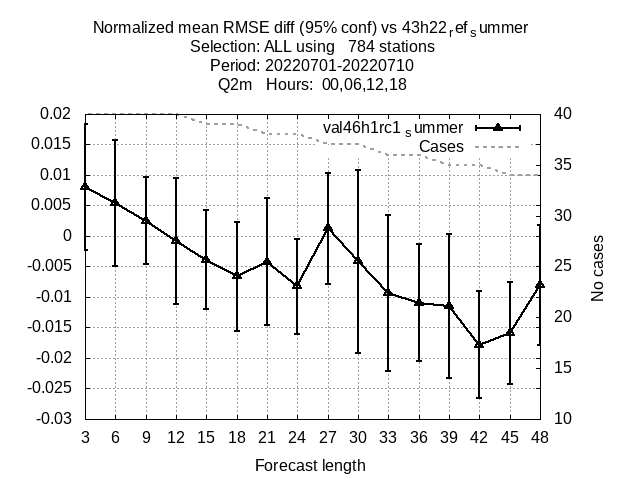 Normalized mean RMSE diff (95% conf) vs 43h22refsummer
Selection: ALL using 784 stations
Period: 20220701-20220710
Q2m Hours: 00,06,12,18
val46h1rc1summer
Cases
0.02
0.015
0.01
0.005
0
-0.005
-0.01
-0.015
-0.02
-0.025
-0.03
40
35
30
25
20
15
10
No cases
3 6 9 12 15 18 21 24 27 30 33 36 39 42 45 48
Forecast length